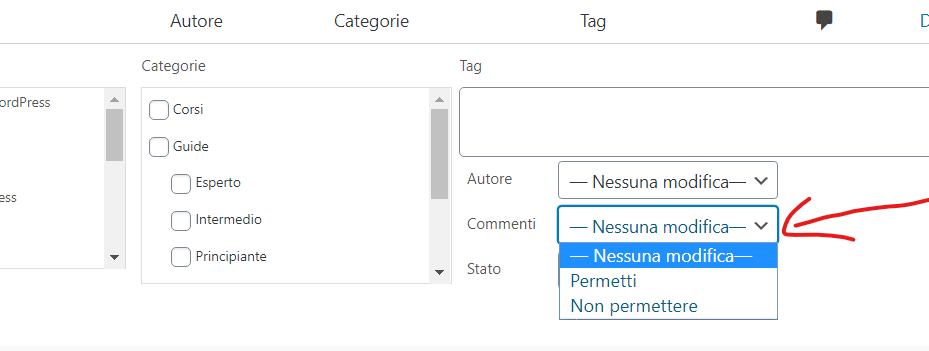 Autore Categorie Tag
Categorie
Tag
ordPress
ess
Corsi
Guide
Esperto
Intermedio
Principiante
Autore — Nessuna modifica—
Commenti — Nessuna modifica—
— Nessuna modifica—
Permetti
Non permettere
Stato